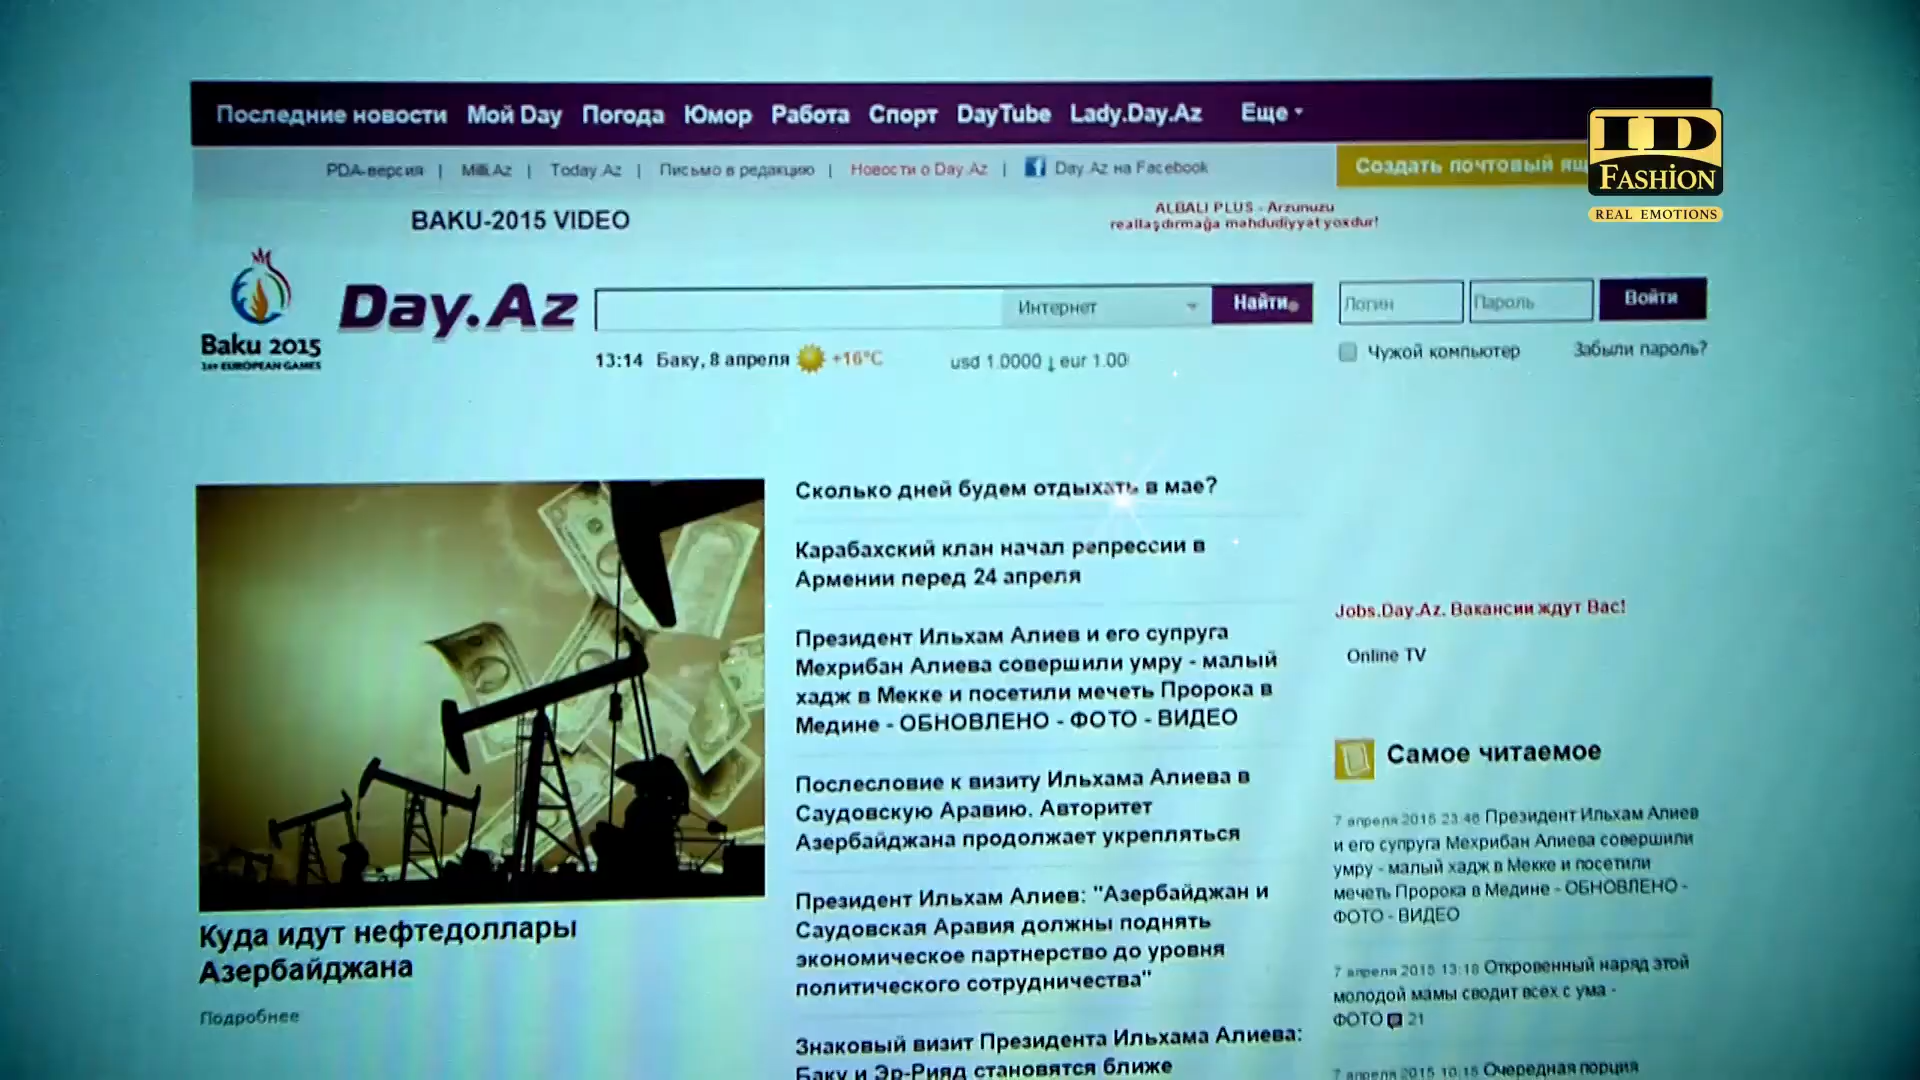 Последние новости Мой Day Погода Юмор Работа Спорт DayTube Lady.Day.Az Еще
PDA-версия | Milli.Az | Today.Az | Письмо в редакцию | Новости о Day.Az | Day.Az на Facebook
Создать почтовый
ID
FASHION
REAL EMOTIONS
BAKU-2015 VIDEO
ALBALI PLUS - Arzunuzu
reallaşdırmağa məhdudiyyət yoxdur!
Baku 2015
1st EUROPEAN GAMES
Day.Az
Интернет
Найти
Логин
Пароль
Войти
13:14 Баку, 8 апреля +16°C
usd 1.0000 ↓ eur 1.00
Чужой компьютер
Забыли пароль?
Куда идут нефтедоллары
Азербайджана
Подробнее
Сколько дней будем отдыхать в мае?
Карабахский клан начал репрессии в
Армении перед 24 апреля
Президент Ильхам Алиев и его супруга
Мехрибан Алиева совершили умру - малый
хадж в Мекке и посетили мечеть Пророка в
Медине - ОБНОВЛЕНО - ФОТО - ВИДЕО
Послесловие к визиту Ильхама Алиева в
Саудовскую Аравию. Авторитет
Азербайджана продолжает укрепляться
Президент Ильхам Алиев: "Азербайджан и
Саудовская Аравия должны поднять
экономическое партнерство до уровня
политического сотрудничества"
Знаковый визит Президента Ильхама Алиева:
Баку и Эр-Рияд становятся ближе
Jobs.Day.Az. Вакансии ждут Вас!
Online TV
Самое читаемое
7 апреля 2015 23:46 Президент Ильхам Алиев
и его супруга Мехрибан Алиева совершили
умру - малый хадж в Мекке и посетили
мечеть Пророка в Медине - ОБНОВЛЕНО -
ФОТО - ВИДЕО
7 апреля 2015 13:18 Откровенный наряд этой
молодой мамы сводит всех с ума -
ФОТО 21
7 апреля 2015 10:15 Очередная порция